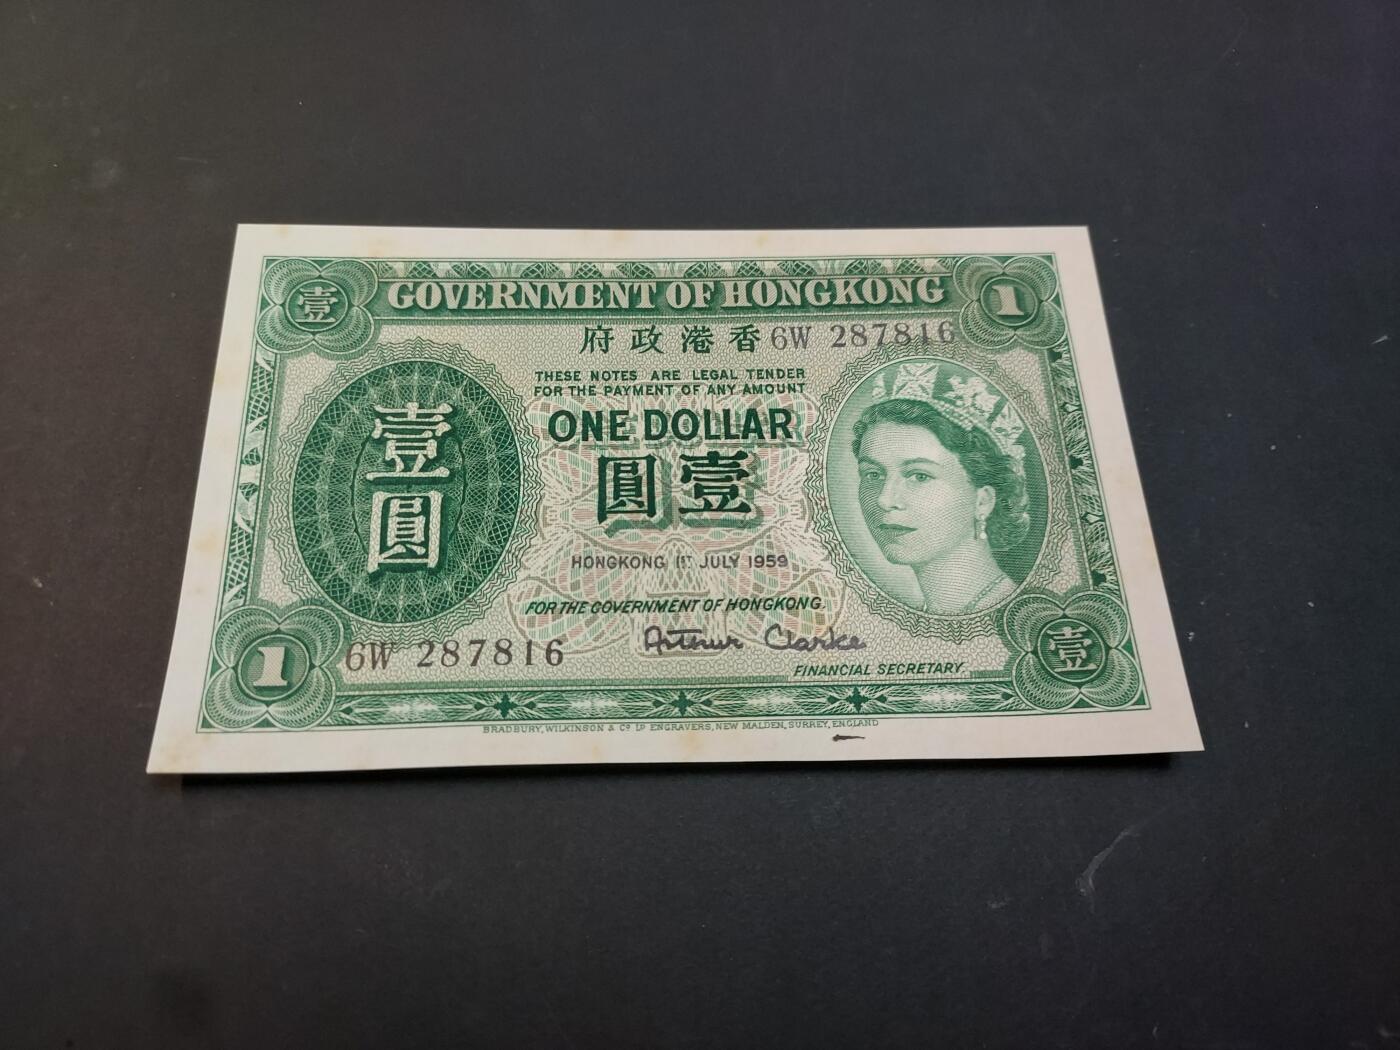 壹 GOVERNMENT OF HONGKONG 1
府政港香 6W 287816
THESE NOTES ARE LEGAL TENDER
FOR THE PAYMENT OF ANY AMOUNT
ONE DOLLAR
圓壹
壹
圓
HONGKONG 1ST JULY 1959
FOR THE GOVERNMENT OF HONGKONG.
1 6W 287816 Arthur Clarke 壹
FINANCIAL SECRETARY.
BRADBURY, WILKINSON & Co. LD. ENGRAVERS, NEW MALDEN, SURREY, ENGLAND